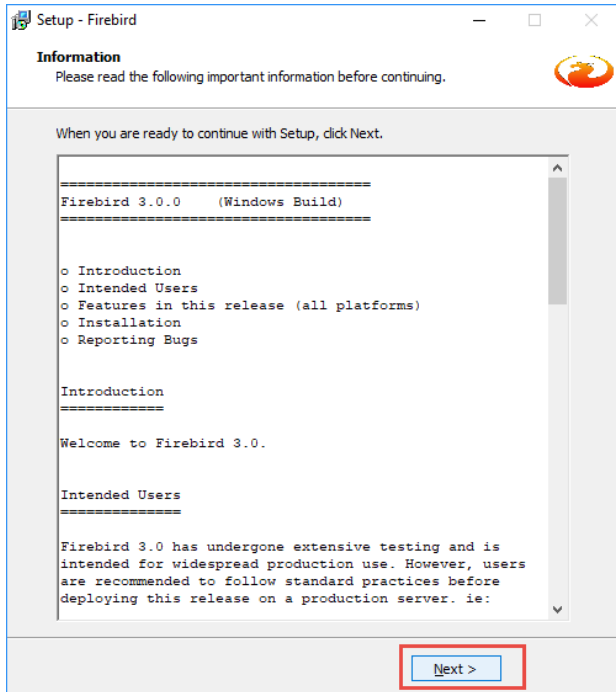 Setup - Firebird
Information
Please read the following important information before continuing.
When you are ready to continue with Setup, click Next.
====================================
Firebird 3.0.0    (Windows Build)
====================================
o Introduction
o Intended Users
o Features in this release (all platforms)
o Installation
o Reporting Bugs
Introduction
============
Welcome to Firebird 3.0.
Intended Users
==============
Firebird 3.0 has undergone extensive testing and is
intended for widespread production use. However, users
are recommended to follow standard practices before
deploying this release on a production server. ie:
Next >